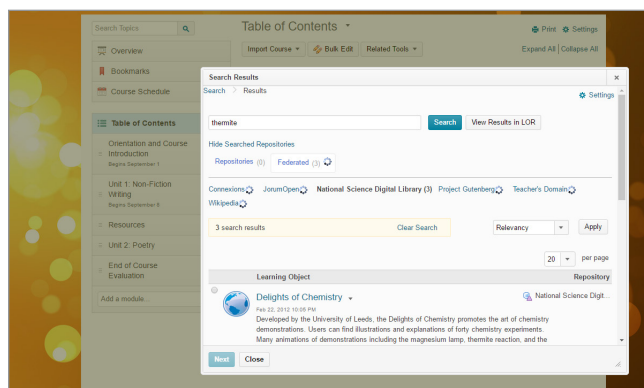 Search Topics
Table of Contents
Print
Settings
Overview
Import Course
Bulk Edit
Related Tools
Expand All | Collapse All
Bookmarks
Course Schedule
Table of Contents
Orientation and Course
Introduction
Begins September 1
Unit 1: Non-Fiction
Writing
Begins September 8
Resources
Unit 2: Poetry
End of Course
Evaluation
Add a module...
Search Results
Search > Results
Settings
thermite
Search
View Results in LOR
Hide Searched Repositories
Repositories (0)
Federated (3)
Connexions JorumOpen National Science Digital Library (3) Project Gutenberg Teacher's Domain
Wikipedia
3 search results
Clear Search
Relevancy
Apply
20 per page
Learning Object
Repository
Delights of Chemistry
National Science Digit...
Feb 22, 2012 10:05 PM
Developed by the University of Leeds, the Delights of Chemistry promotes the art of chemistry
demonstrations. Users can find illustrations and explanations of forty chemistry experiments.
Many animations of demonstrations including the magnesium lamp, thermite reaction, and the
Next
Close